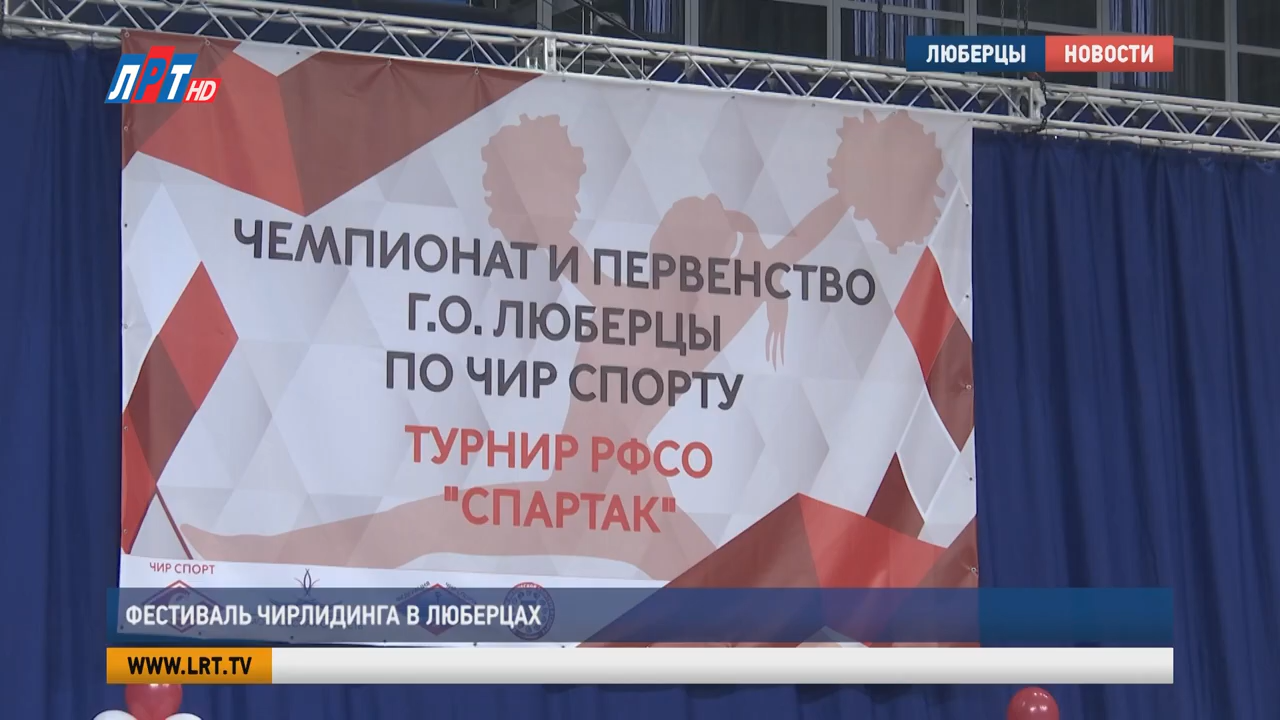 ЛРТ HD
ЛЮБЕРЦЫ НОВОСТИ
ЧЕМПИОНАТ И ПЕРВЕНСТВО
Г.О. ЛЮБЕРЦЫ
ПО ЧИР СПОРТУ
ТУРНИР РФСО
"СПАРТАК"
ЧИР СПОРТ
ФЕСТИВАЛЬ ЧИРЛИДИНГА В ЛЮБЕРЦАХ
WWW.LRT.TV